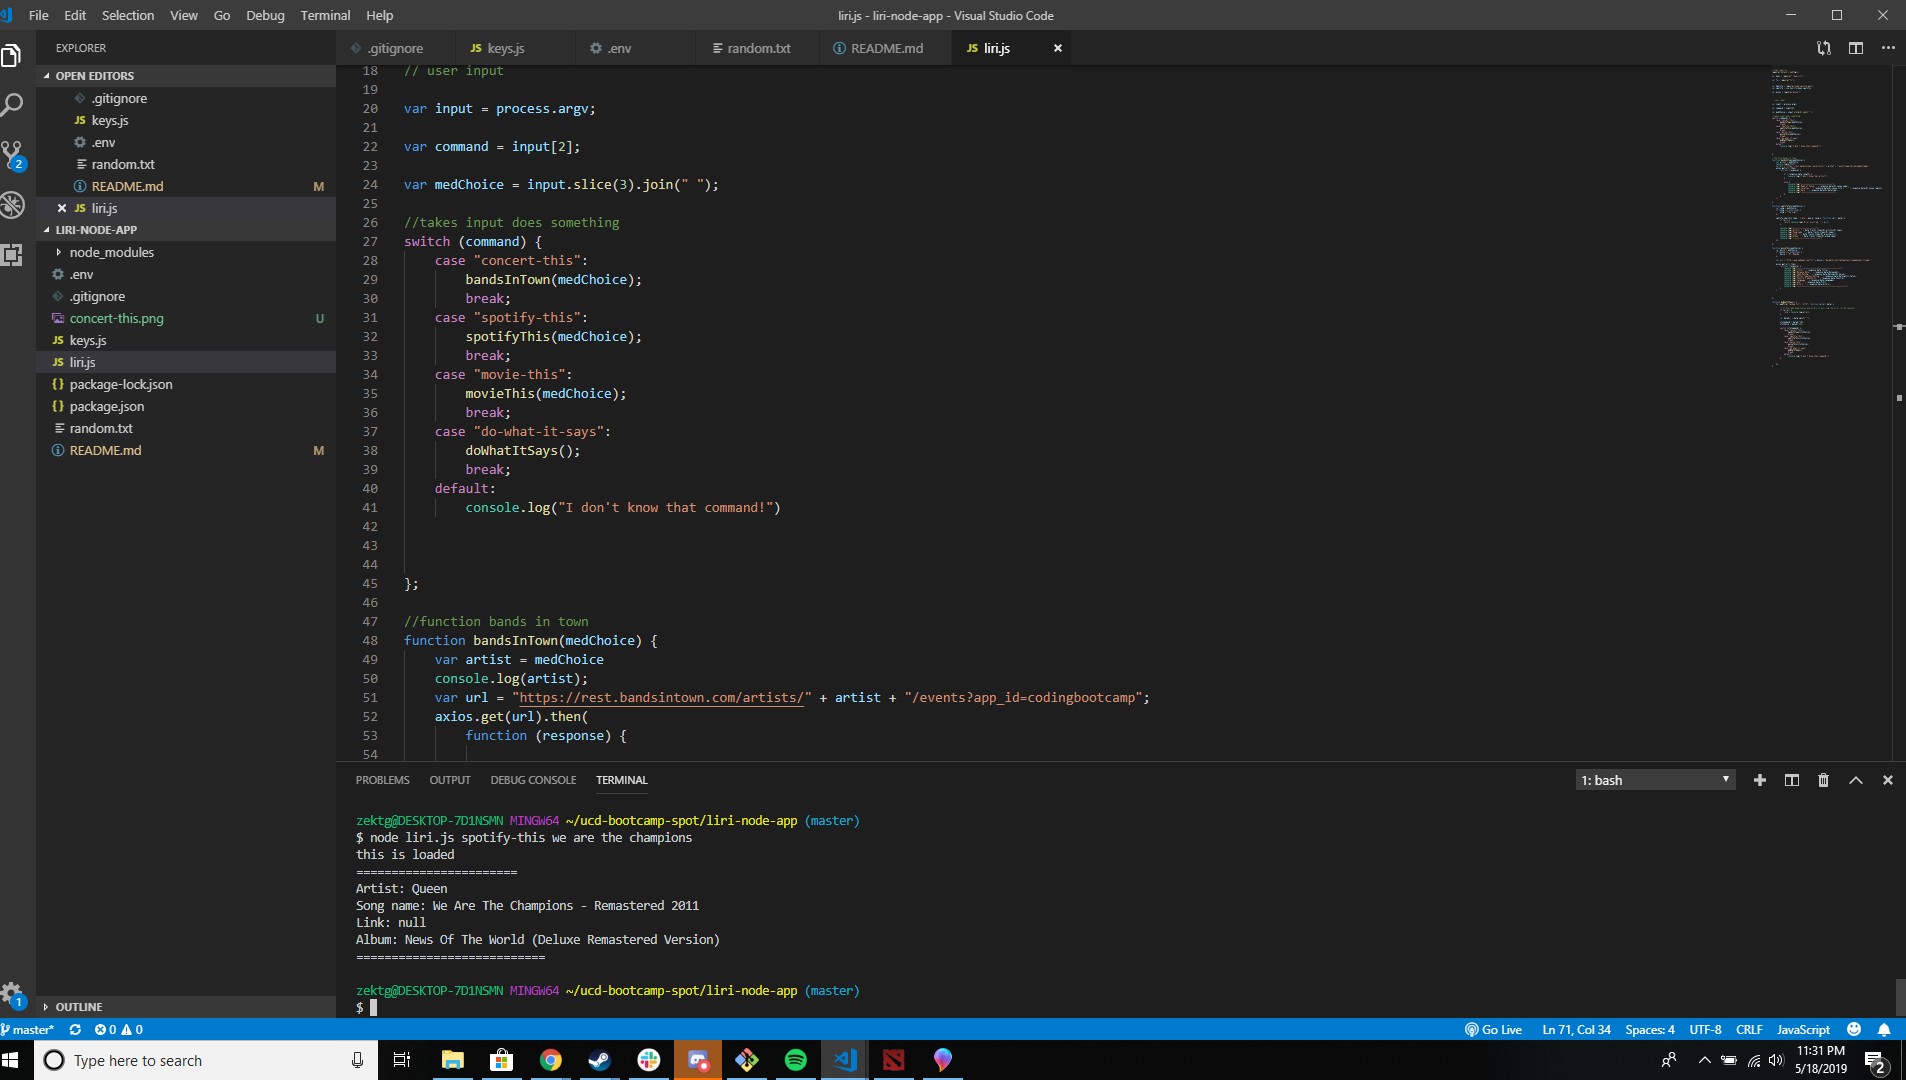 File Edit Selection View Go Debug Terminal Help
liri.js - liri-node-app - Visual Studio Code
EXPLORER
OPEN EDITORS
.gitignore
JS keys.js
.env
random.txt
README.md M
JS liri.js
LIRI-NODE-APP
node_modules
.env
.gitignore
concert-this.png U
JS keys.js
JS liri.js
{} package-lock.json
{} package.json
random.txt
README.md M
OUTLINE
2
1
.gitignore JS keys.js .env random.txt README.md JS liri.js
18 // user input
19
20 var input = process.argv;
21
22 var command = input[2];
23
24 var medChoice = input.slice(3).join(" ");
25
26 //takes input does something
27 switch (command) {
28 case "concert-this":
29 bandsInTown(medChoice);
30 break;
31 case "spotify-this":
32 spotifyThis(medChoice);
33 break;
34 case "movie-this":
35 movieThis(medChoice);
36 break;
37 case "do-what-it-says":
38 doWhatItSays();
39 break;
40 default:
41 console.log("I don't know that command!")
42
43
44
45 };
46
47 //function bands in town
48 function bandsInTown(medChoice) {
49 var artist = medChoice
50 console.log(artist);
51 var url = "https://rest.bandsintown.com/artists/" + artist + "/events?app_id=codingbootcamp";
52 axios.get(url).then(
53 function (response) {
54
PROBLEMS OUTPUT DEBUG CONSOLE TERMINAL
1: bash
zektg@DESKTOP-7D1NSMN MINGW64 ~/ucd-bootcamp-spot/liri-node-app (master)
$ node liri.js spotify-this we are the champions
this is loaded
=======================
Artist: Queen
Song name: We Are The Champions - Remastered 2011
Link: null
Album: News Of The World (Deluxe Remastered Version)
===========================
zektg@DESKTOP-7D1NSMN MINGW64 ~/ucd-bootcamp-spot/liri-node-app (master)
$
master* 0 0
Go Live Ln 71, Col 34 Spaces: 4 UTF-8 CRLF JavaScript
Type here to search
11:31 PM
5/18/2019
2